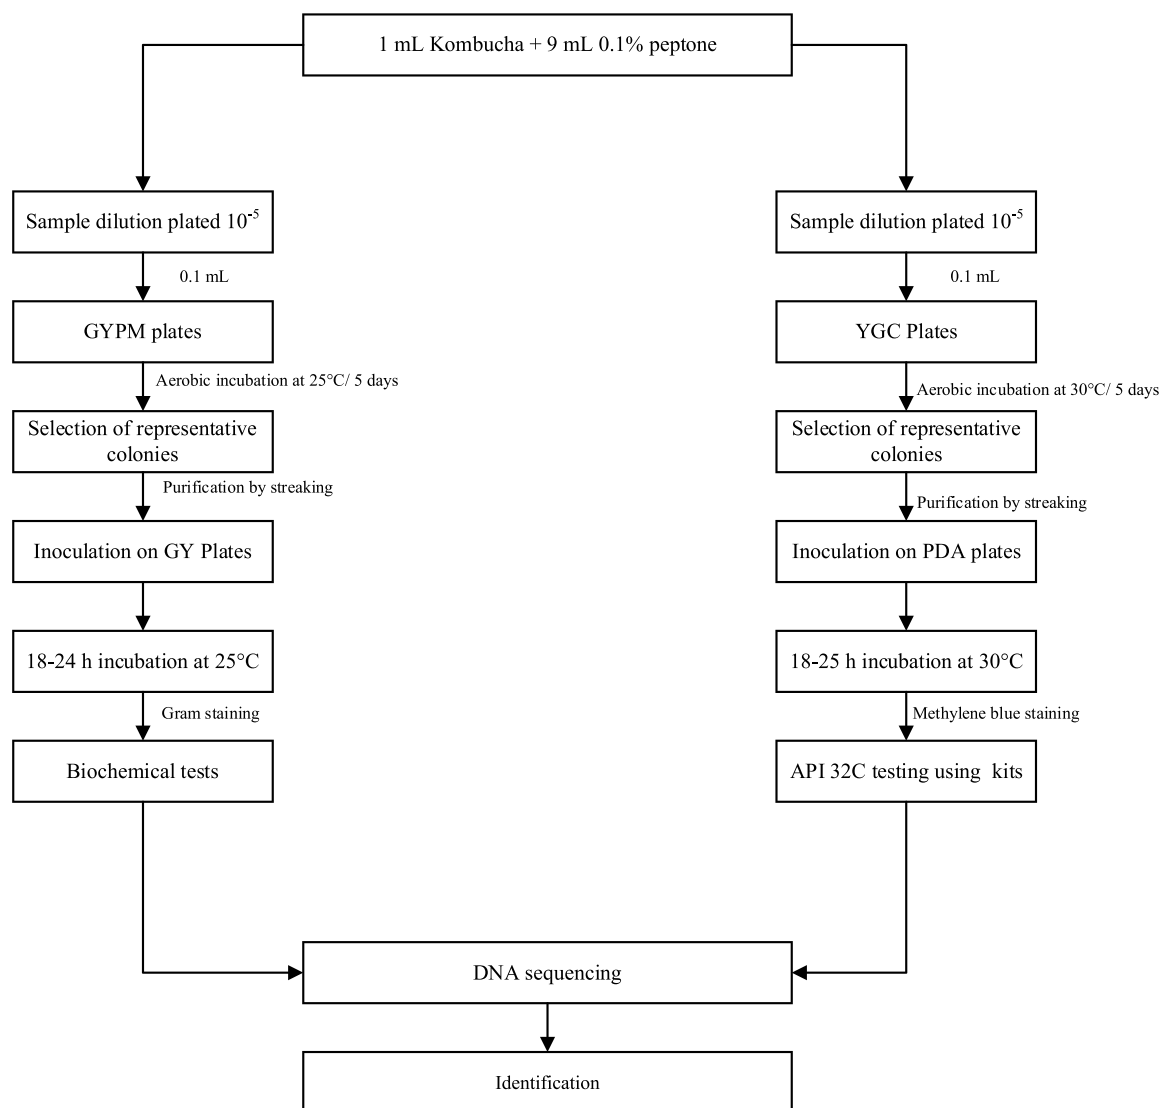 1 mL Kombucha + 9 mL 0.1% peptone
Sample dilution plated 10⁻⁵
0.1 mL
GYPM plates
Aerobic incubation at 25°C/ 5 days
Selection of representative
colonies
Purification by streaking
Inoculation on GY Plates
18-24 h incubation at 25°C
Gram staining
Biochemical tests
Sample dilution plated 10⁻⁵
0.1 mL
YGC Plates
Aerobic incubation at 30°C/ 5 days
Selection of representative
colonies
Purification by streaking
Inoculation on PDA plates
18-25 h incubation at 30°C
Methylene blue staining
API 32C testing using  kits
DNA sequencing
Identification